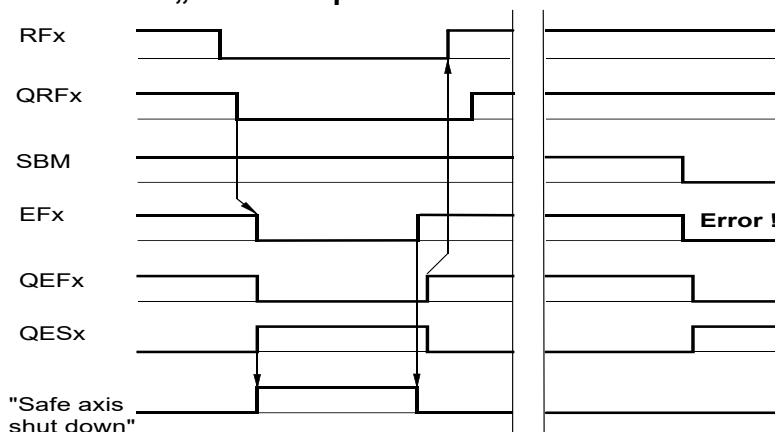 RFx
QRFx
SBM
EFx
Error !
QEFx
QESx
"Safe axis
shut down"